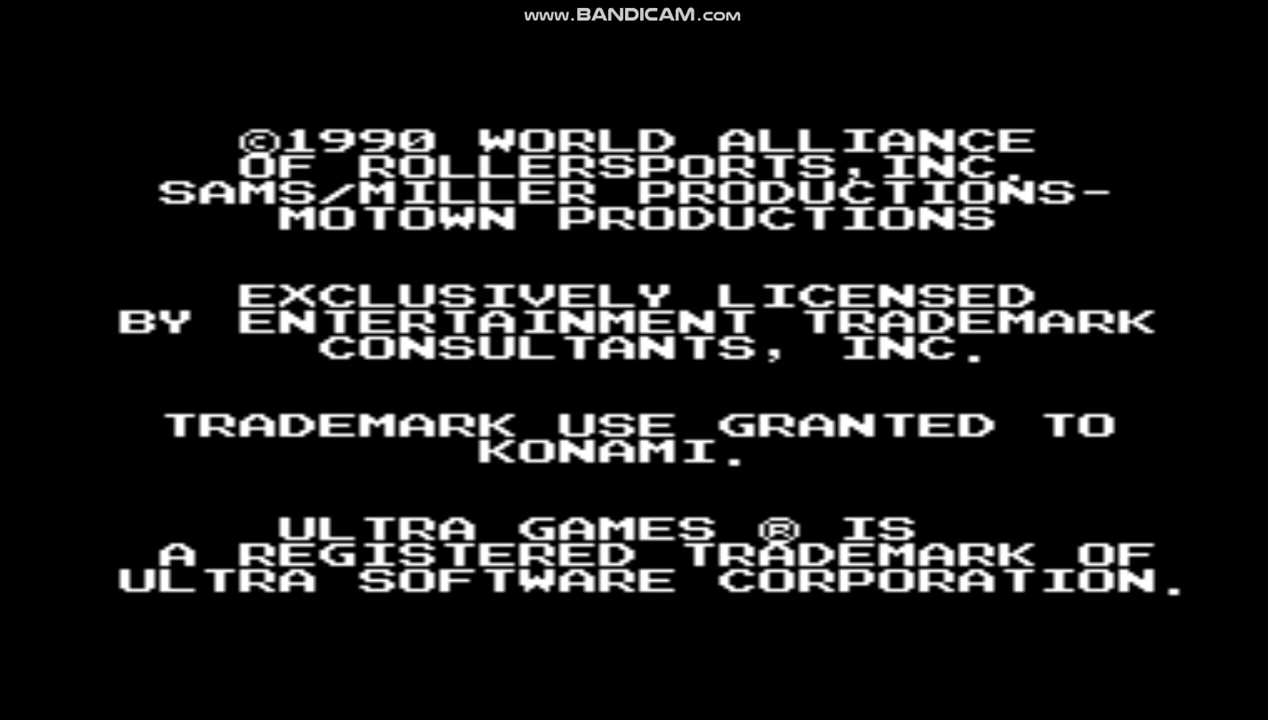 www.BANDICAM.com
©1990 WORLD ALLIANCE
OF ROLLERSPORTS,INC.
SAMS/MILLER PRODUCTIONS-
MOTOWN PRODUCTIONS
EXCLUSIVELY LICENSED
BY ENTERTAINMENT TRADEMARK
CONSULTANTS, INC.
TRADEMARK USE GRANTED TO
KONAMI.
ULTRA GAMES ® IS
A REGISTERED TRADEMARK OF
ULTRA SOFTWARE CORPORATION.